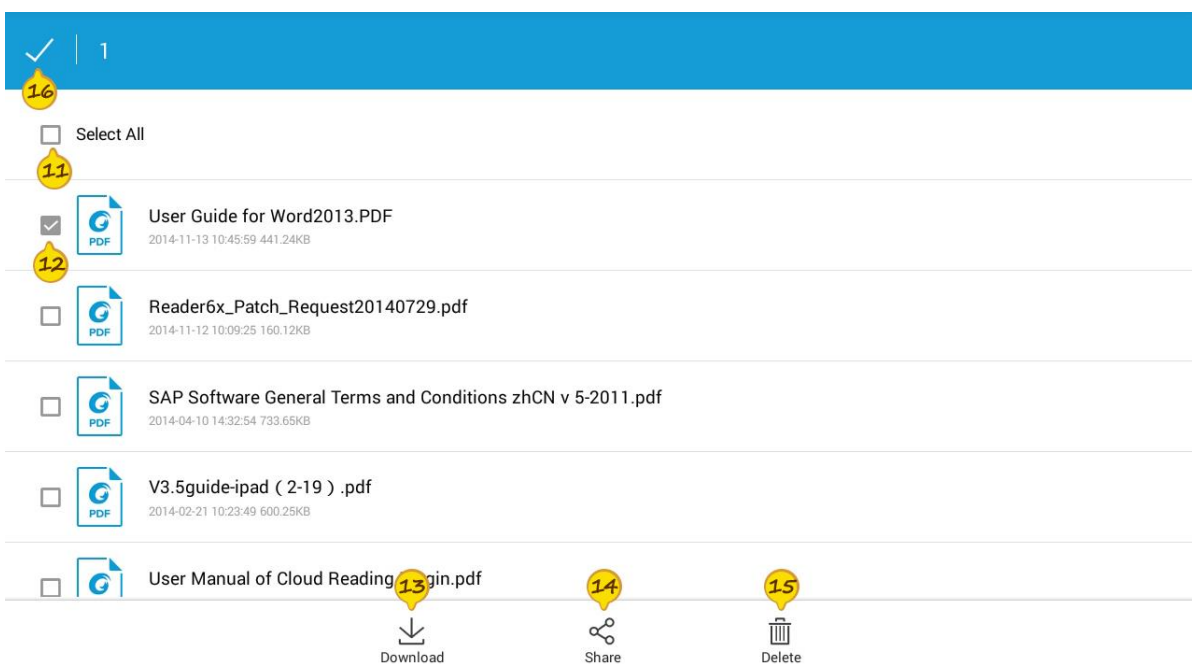 1
16
Select All
11
User Guide for Word2013.PDF
PDF
2014-11-13 10:45:59 441.24KB
12
Reader6x_Patch_Request20140729.pdf
PDF
2014-11-12 10:09:25 160.12KB
SAP Software General Terms and Conditions zhCN v 5-2011.pdf
PDF
2014-04-10 14:32:54 733.65KB
V3.5guide-ipad ( 2-19 ) .pdf
PDF
2014-02-21 10:23:49 600.25KB
User Manual of Cloud Reading gin.pdf
13 14 15
Download Share Delete